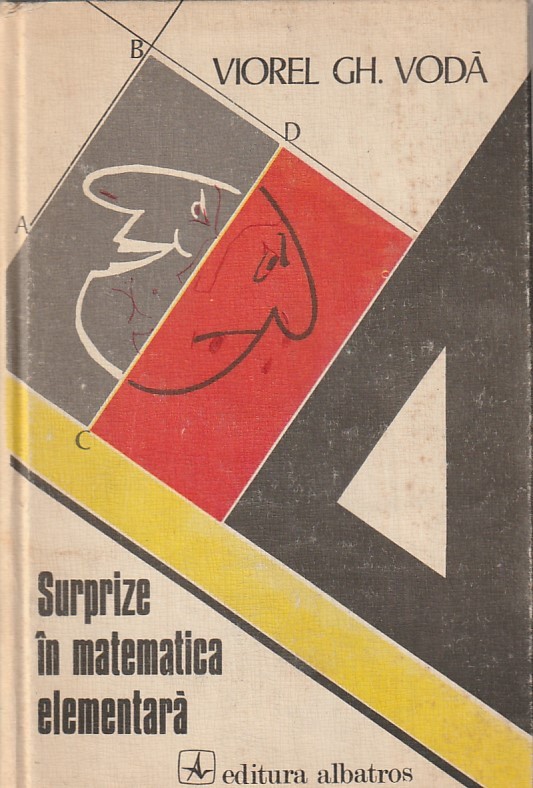 VIOREL GH. VODĂ
B
D
A
C
Surprize
în matematica
elementară
editura albatros